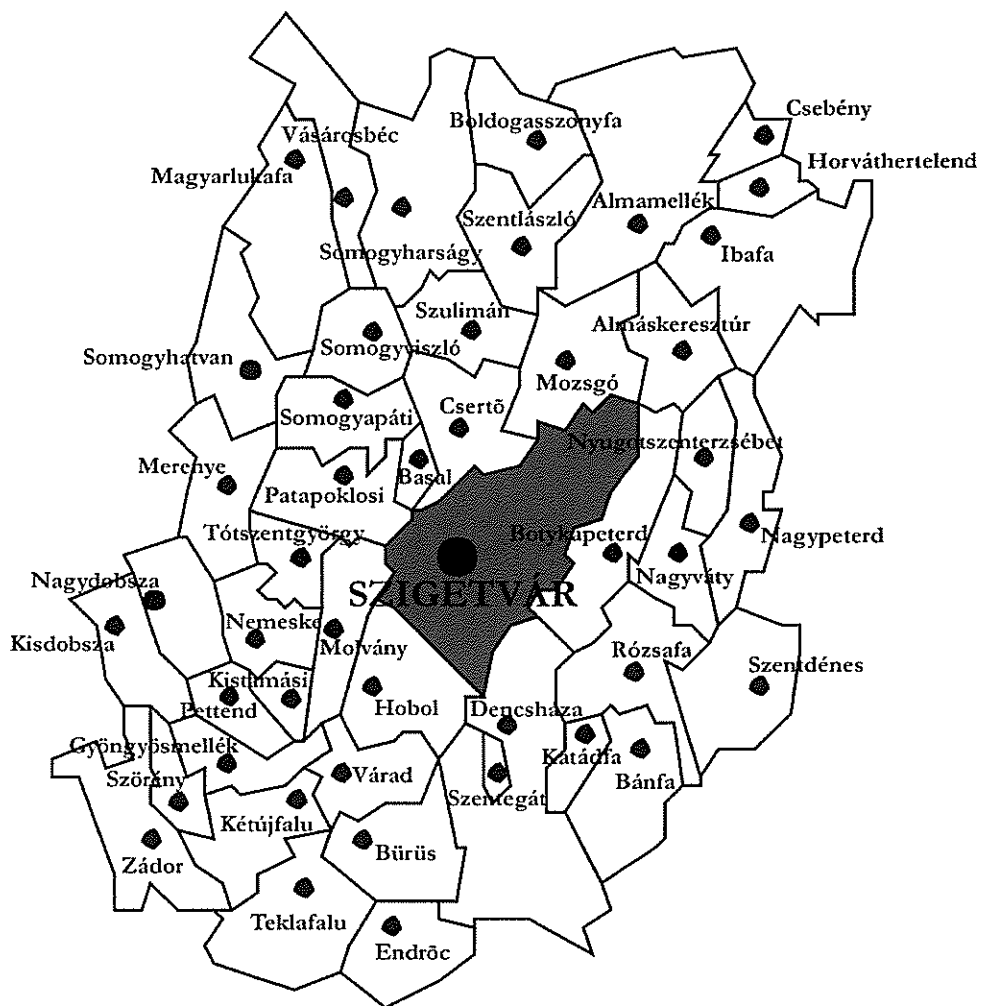 Csebény
Boldogasszonyfa
Vásárosbéc
Horváthertelend
Magyarlukafa
Almamellék
Szentlászló
Somogyharságy
Ibafa
Szulimán
Almáskeresztúr
Somogyviszló
Somogyhatvan
Mozsgó
Csertõ
Somogyapáti
Nyugotszenterzsébet
Merenye
Basal
Patapoklosi
Tótszentgyörgy
Botykapeterd
Nagypeterd
Nagydobsza
Nagyváty
SZIGETVÁR
Nemeske
Kisdobsza
Molvány
Rózsafa
Szentdénes
Kistamási
Pettend
Hobol
Dencsháza
Gyöngyösmellék
Katádfa
Várad
Szörény
Bánfa
Szentegát
Kétújfalu
Bürüs
Zádor
Teklafalu
Endrõc